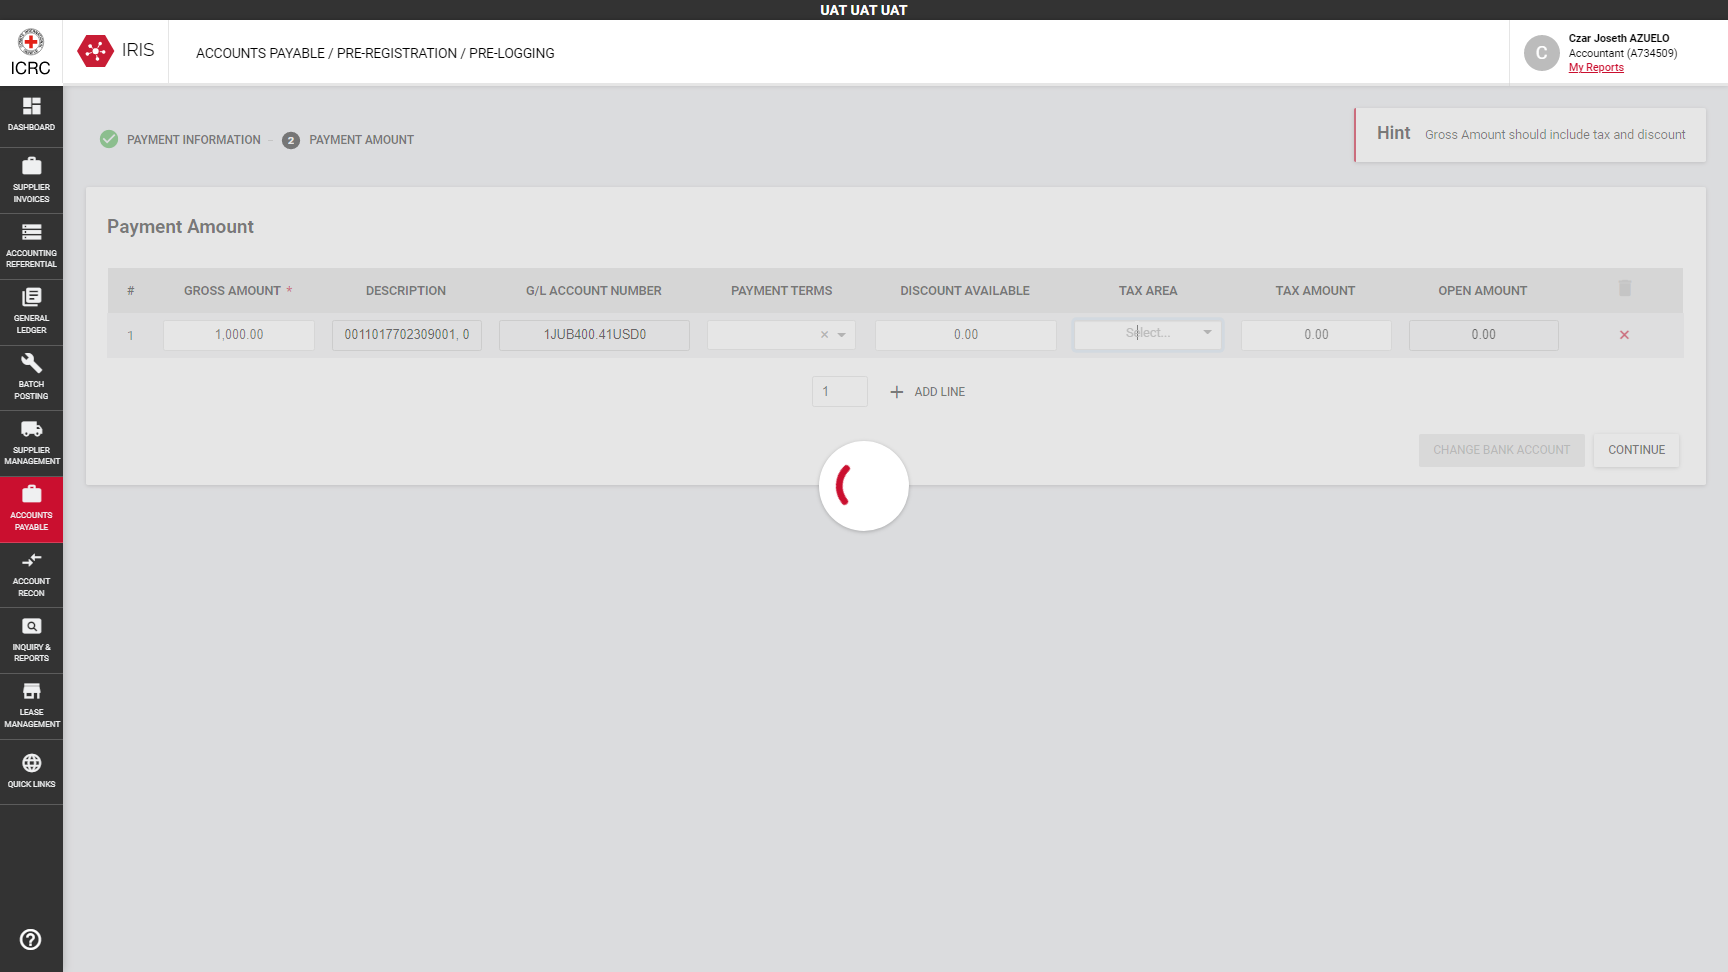 UAT UAT UAT
ICRC
IRIS
ACCOUNTS PAYABLE / PRE-REGISTRATION / PRE-LOGGING
C
Czar Joseth AZUELO
Accountant (A734509)
My Reports
DASHBOARD
SUPPLIER
INVOICES
ACCOUNTING
REFERENTIAL
GENERAL
LEDGER
BATCH
POSTING
SUPPLIER
MANAGEMENT
ACCOUNTS
PAYABLE
ACCOUNT
RECON
INQUIRY &
REPORTS
LEASE
MANAGEMENT
QUICK LINKS
PAYMENT INFORMATION - 2 PAYMENT AMOUNT
Hint Gross Amount should include tax and discount
Payment Amount
# GROSS AMOUNT * DESCRIPTION G/L ACCOUNT NUMBER PAYMENT TERMS DISCOUNT AVAILABLE TAX AREA TAX AMOUNT OPEN AMOUNT
1 1,000.00 0011017702309001, 0 1JUB400.41USD0 0.00 Select... 0.00 0.00
1 ADD LINE
CHANGE BANK ACCOUNT CONTINUE